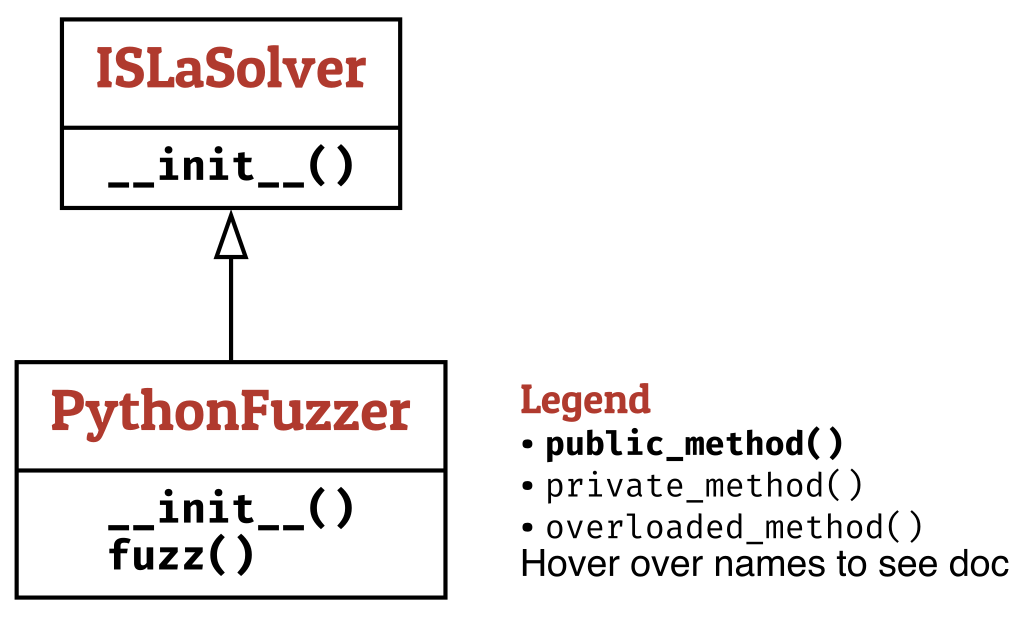 ISLaSolver
__init__()
PythonFuzzer
__init__()
fuzz()
Legend
• public_method()
• private_method()
• overloaded_method()
Hover over names to see doc